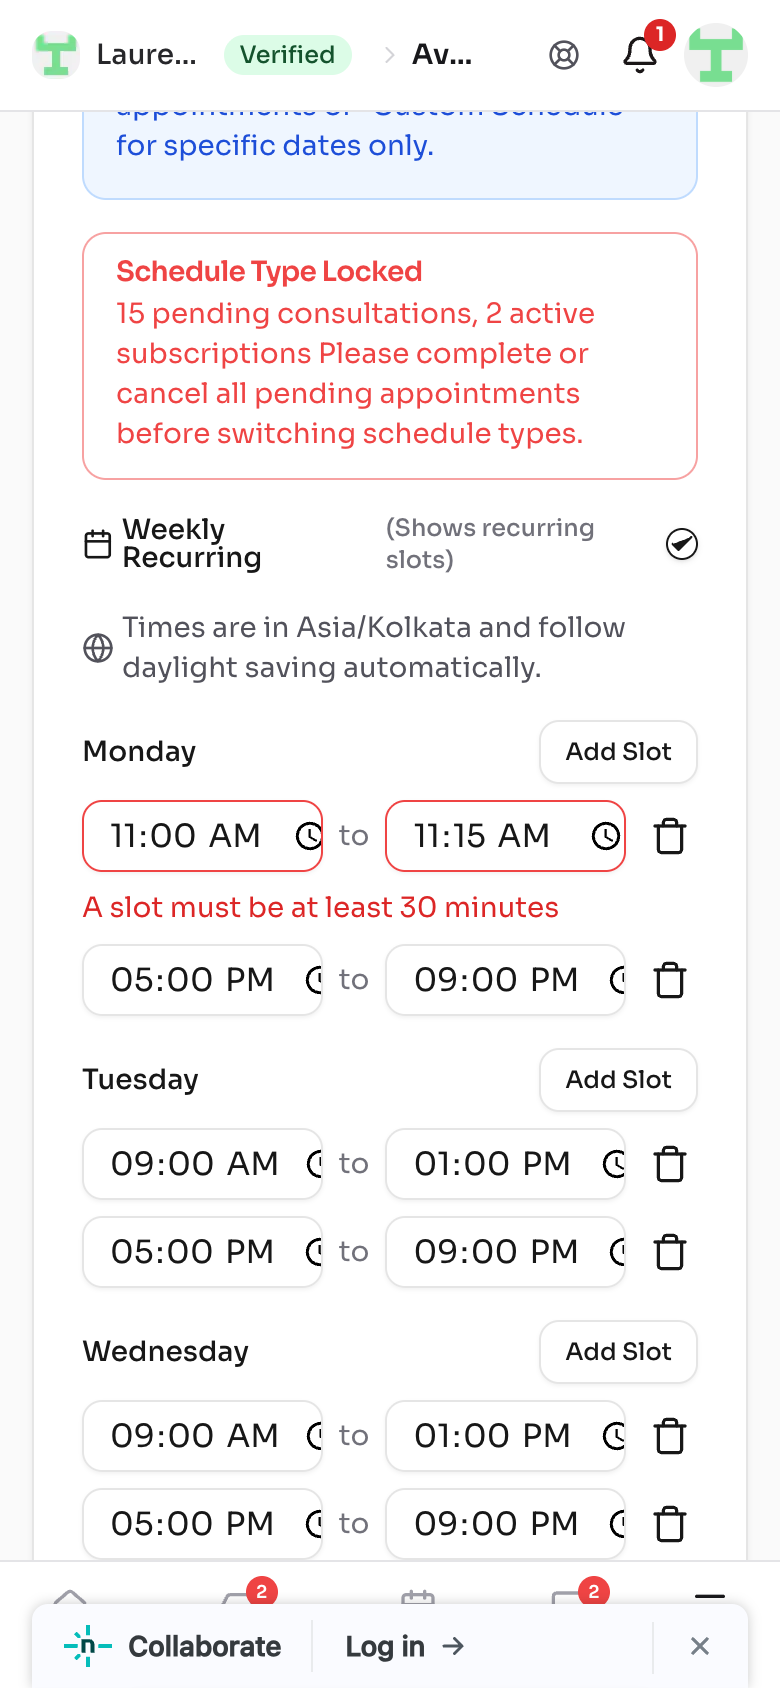 Laure...
Verified
Av...
1
appointments or "Custom Schedule"
for specific dates only.
Schedule Type Locked
15 pending consultations, 2 active
subscriptions Please complete or
cancel all pending appointments
before switching schedule types.
Weekly
Recurring
(Shows recurring
slots)
Times are in Asia/Kolkata and follow
daylight saving automatically.
Monday
Add Slot
11:00 AM to 11:15 AM
A slot must be at least 30 minutes
05:00 PM to 09:00 PM
Tuesday
Add Slot
09:00 AM to 01:00 PM
05:00 PM to 09:00 PM
Wednesday
Add Slot
09:00 AM to 01:00 PM
05:00 PM to 09:00 PM
2
2
n Collaborate
Log in →